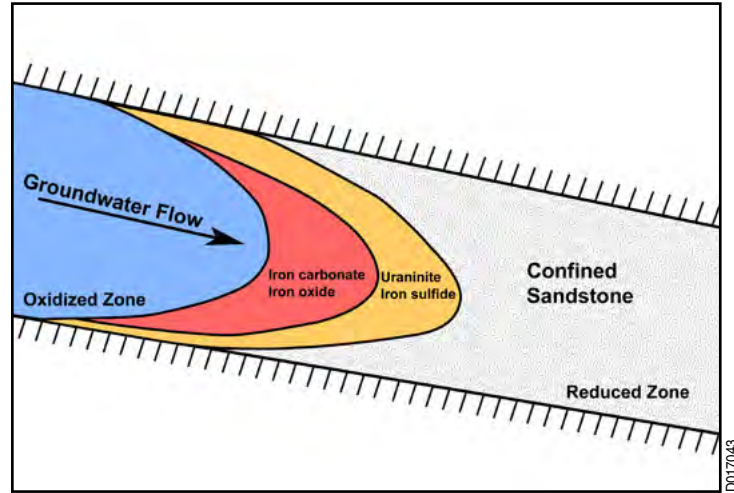 Groundwater Flow
Oxidized Zone
Iron carbonate
Iron oxide
Uraninite
Iron sulfide
Confined
Sandstone
Reduced Zone
D017043